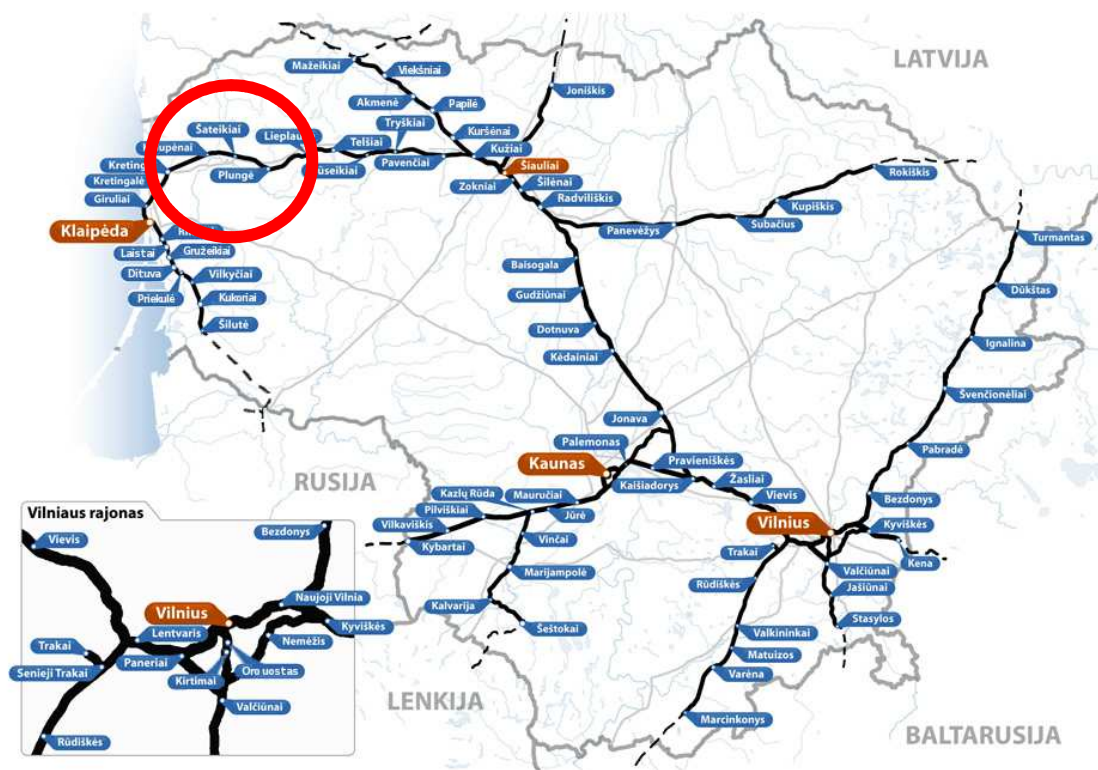 LATVIJA
Mažeikiai
Viekšniai
Joniškis
Akmenė
Papilė
Tryškiai
Kuršėnai
Šateikiai
Telšiai
Kužiai
Pavenčiai
Šiauliai
Rokiškis
Plungė
Zokniai
Šilėnai
Kretingalė
Radviliškis
Giruliai
Kupiškis
Klaipėda
Panevėžys
Subačius
Turmantas
Laistai
Gružeikiai
Baisogala
Dituva
Vilkyčiai
Dūkštas
Priekulė
Kukoriai
Gudžiūnai
Šilutė
Dotnuva
Ignalina
Kėdainiai
Švenčionėliai
Jonava
Palemonas
Pabradė
Kaunas
Pravieniškės
RUSIJA
Kaišiadorys
Žasliai
Kazlų Rūda
Mauručiai
Vievis
Bezdonys
Pilviškiai
Jūrė
Vilkaviškis
Vilnius
Kyviškės
Kybartai
Vinčai
Trakai
Kena
Marijampolė
Rūdiškės
Valčiūnai
Jašiūnai
Kalvarija
Šeštokai
Stasylos
Valkininkai
Matuizos
Varėna
LENKIJA
Marcinkonys
BALTARUSIJA
Vilniaus rajonas
Bezdonys
Vievis
Naujoji Vilnia
Vilnius
Kyviškės
Lentvaris
Nemėžis
Trakai
Paneriai
Senieji Trakai
Oro uostas
Kirtimai
Valčiūnai
Rūdiškės